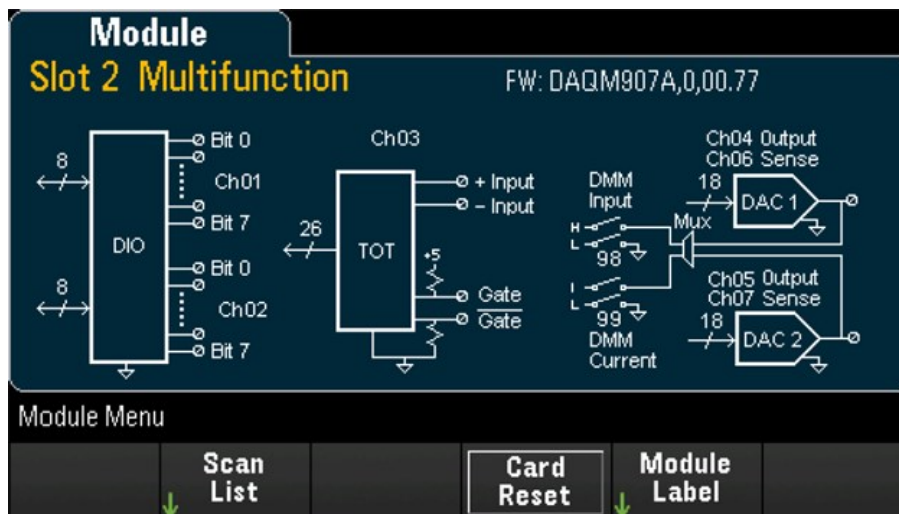 Module
Slot 2 Multifunction
FW: DAQM907A,0,00.77
8
DIO
Bit 0
Ch01
Bit 7
8
Bit 0
Ch02
Bit 7
Ch03
26
TOT
+ Input
- Input
+5
Gate
Gate
DMM
Input
H
L
98
I
L
99
DMM
Current
Mux
Ch04 Output
Ch06 Sense
18
DAC 1
Ch05 Output
Ch07 Sense
18
DAC 2
Module Menu
Scan
List
Card
Reset
Module
Label